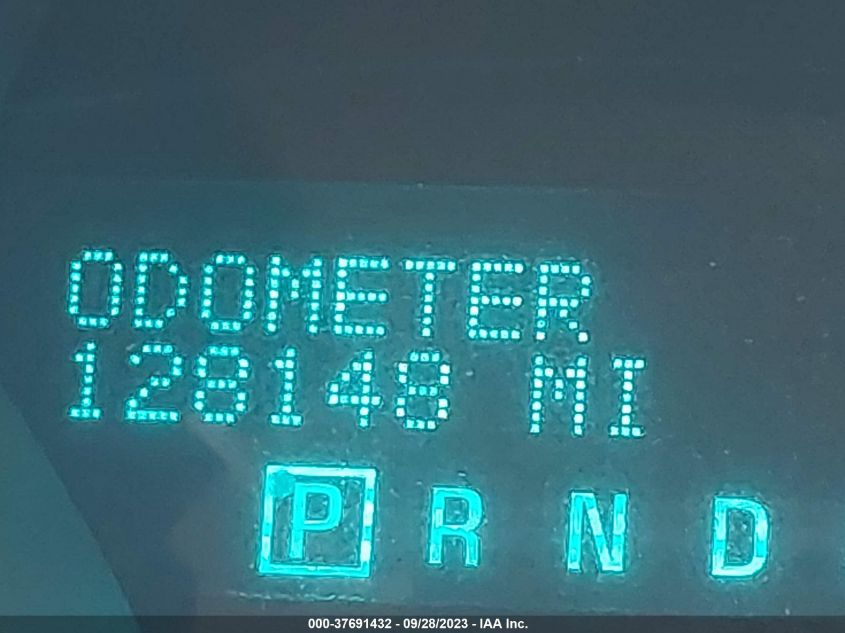 ODOMETER
128148 MI
P R N D
000-37691432 - 09/28/2023 - IAA Inc.